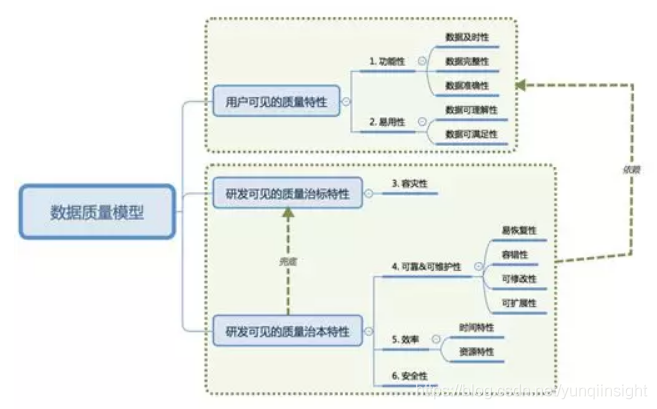 数据质量模型
用户可见的质量特性
1. 功能性
数据及时性
数据完整性
数据准确性
2. 易用性
数据可理解性
数据可满足性
研发可见的质量治标特性
3. 容灾性
兜底
依赖
研发可见的质量治本特性
4. 可靠&可维护性
易恢复性
容错性
可修改性
可扩展性
5. 效率
时间特性
资源特性
6. 安全性
https://blog.csdn.net/yunqiinsight